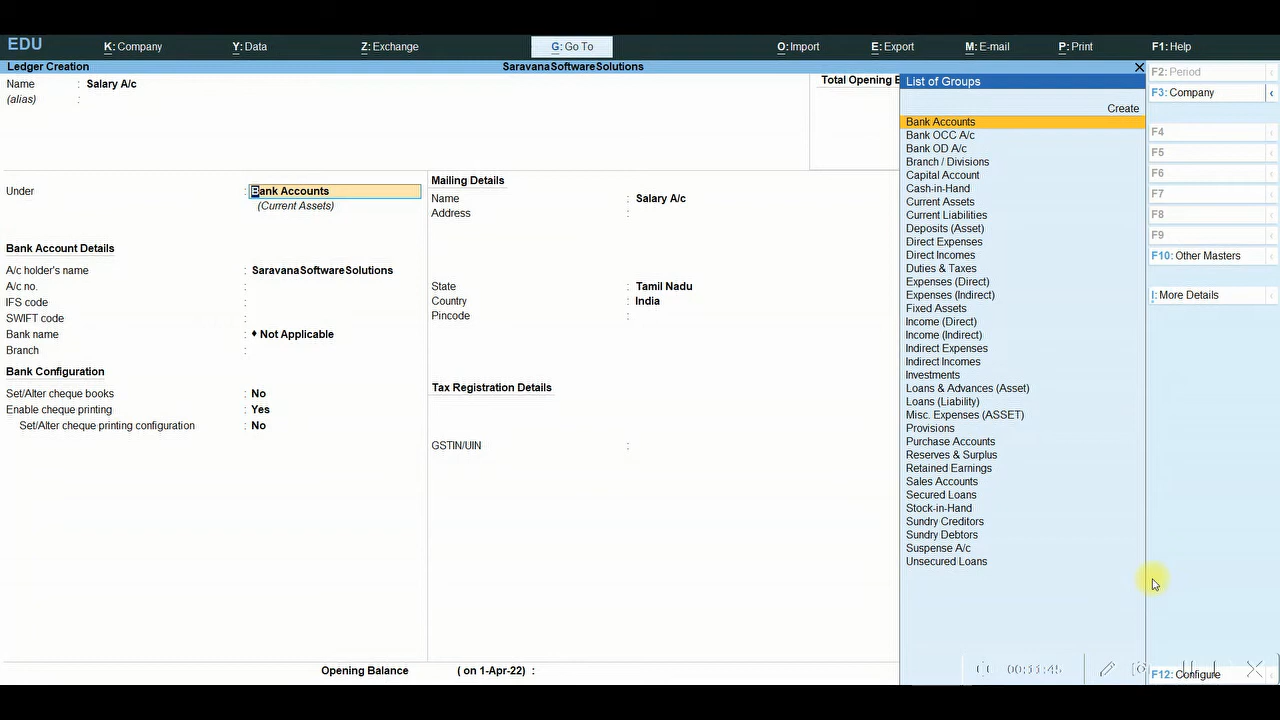 EDU
K: Company
Y: Data
Z: Exchange
G: Go To
O: Import
E: Export
M: E-mail
P: Print
F1: Help
Ledger Creation
SaravanaSoftwareSolutions
Name : Salary A/c
(alias) :
Total Opening B
Under : Bank Accounts
(Current Assets)
Bank Account Details
A/c holder's name : SaravanaSoftwareSolutions
A/c no. :
IFS code :
SWIFT code :
Bank name : ♦ Not Applicable
Branch :
Bank Configuration
Set/Alter cheque books : No
Enable cheque printing : Yes
Set/Alter cheque printing configuration : No
Mailing Details
Name : Salary A/c
Address :
State : Tamil Nadu
Country : India
Pincode :
Tax Registration Details
GSTIN/UIN :
Opening Balance ( on 1-Apr-22) :
List of Groups
Create
Bank Accounts
Bank OCC A/c
Bank OD A/c
Branch / Divisions
Capital Account
Cash-in-Hand
Current Assets
Current Liabilities
Deposits (Asset)
Direct Expenses
Direct Incomes
Duties & Taxes
Expenses (Direct)
Expenses (Indirect)
Fixed Assets
Income (Direct)
Income (Indirect)
Indirect Expenses
Indirect Incomes
Investments
Loans & Advances (Asset)
Loans (Liability)
Misc. Expenses (ASSET)
Provisions
Purchase Accounts
Reserves & Surplus
Retained Earnings
Sales Accounts
Secured Loans
Stock-in-Hand
Sundry Creditors
Sundry Debtors
Suspense A/c
Unsecured Loans
F2: Period
F3: Company
F4
F5
F6
F7
F8
F9
F10: Other Masters
I: More Details
F12: Configure
00:11:45